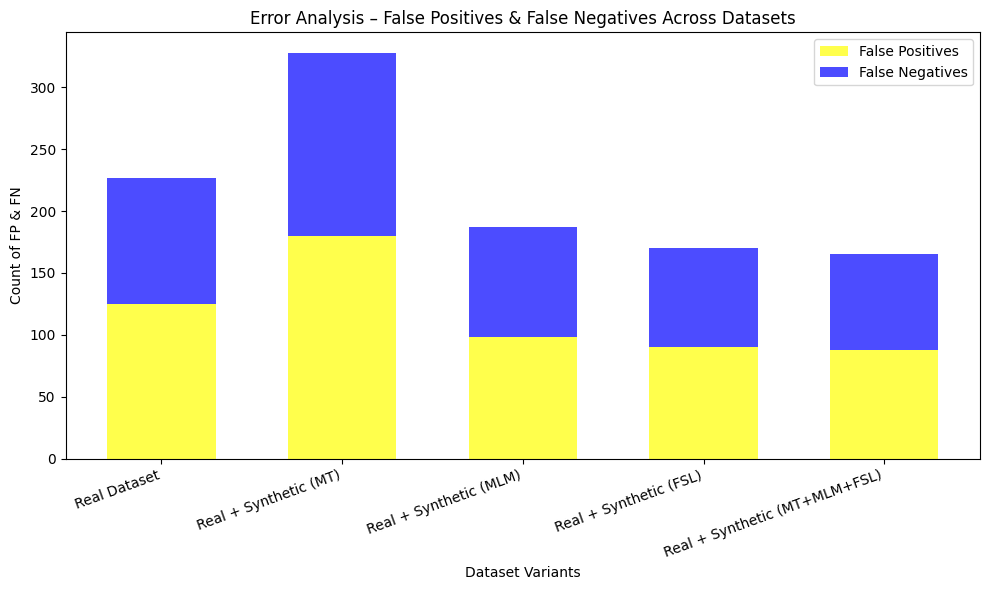 Error Analysis – False Positives & False Negatives Across Datasets
False Positives
False Negatives
Count of FP & FN
300
250
200
150
100
50
0
Real Dataset
Real + Synthetic (MT)
Real + Synthetic (MLM)
Real + Synthetic (FSL)
Real + Synthetic (MT+MLM+FSL)
Dataset Variants